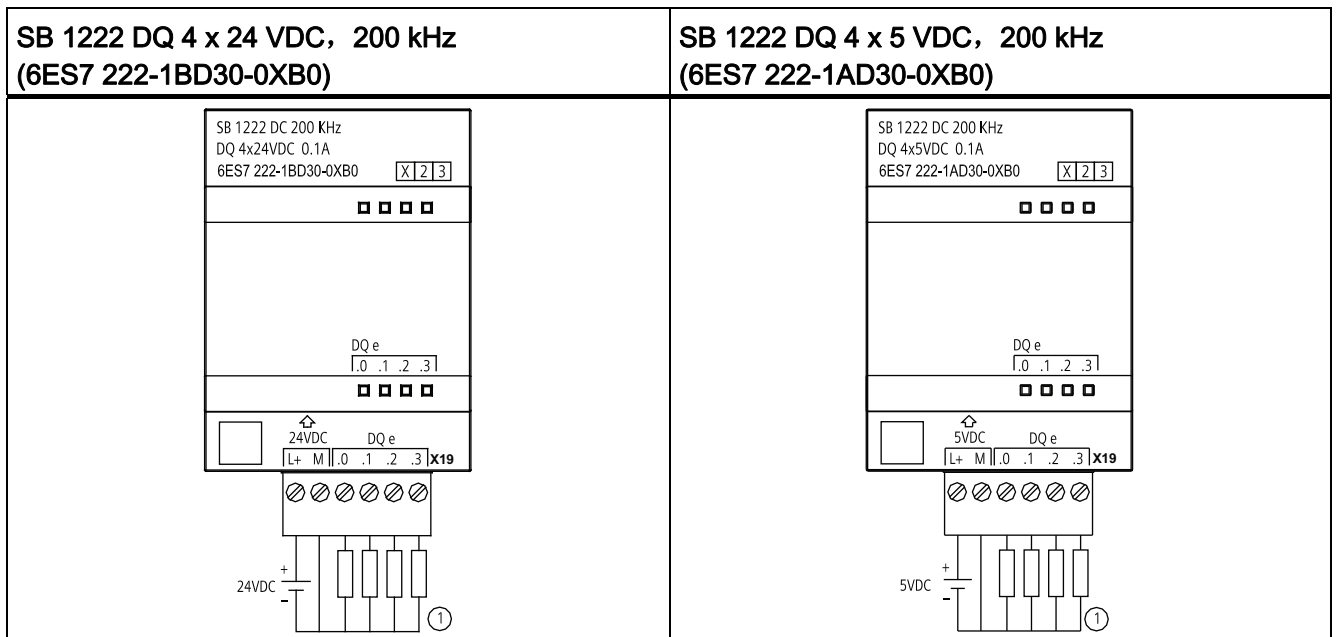 SB 1222 DQ 4 x 24 VDC，200 kHz
(6ES7 222-1BD30-0XB0)
SB 1222 DQ 4 x 5 VDC，200 kHz
(6ES7 222-1AD30-0XB0)
SB 1222 DC 200 KHz
DQ 4x24VDC 0.1A
6ES7 222-1BD30-0XB0 X 2 3
DQ e
.0 .1 .2 .3
24VDC DQ e
L+ M .0 .1 .2 .3 X19
+
24VDC
-
1
SB 1222 DC 200 KHz
DQ 4x5VDC 0.1A
6ES7 222-1AD30-0XB0 X 2 3
DQ e
.0 .1 .2 .3
5VDC DQ e
L+ M .0 .1 .2 .3 X19
+
5VDC
-
1